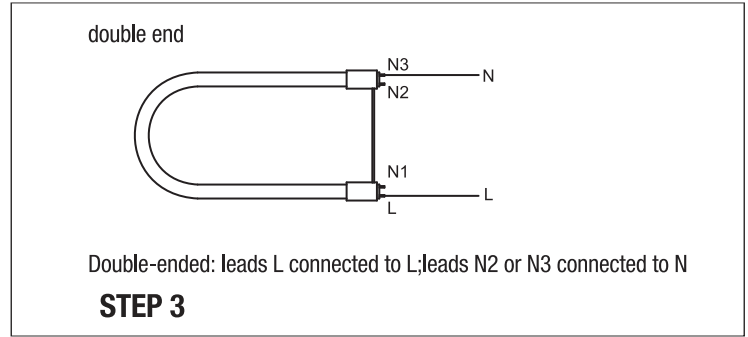 double end
N3
N
N2
N1
L
L
Double-ended: leads L connected to L;leads N2 or N3 connected to N
STEP 3